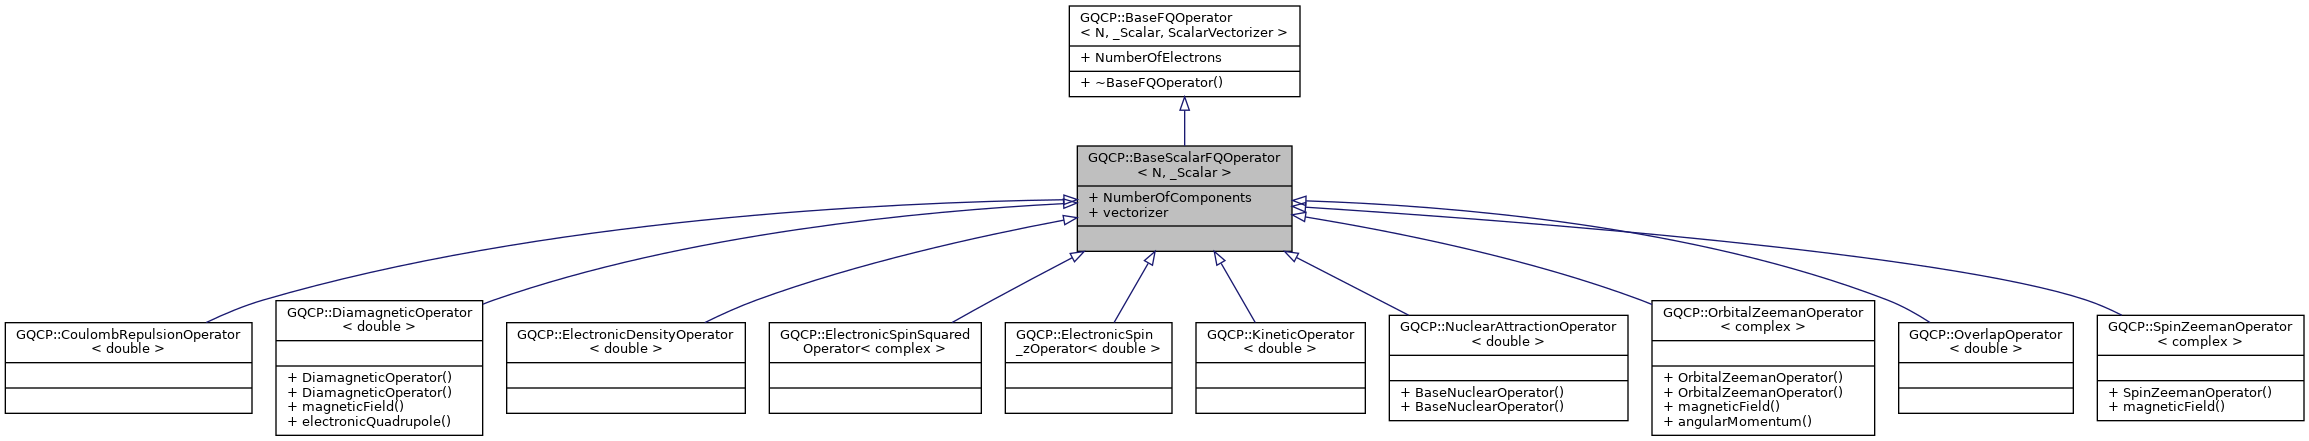 GQCP::BaseFQOperator
< N, _Scalar, ScalarVectorizer >
+ NumberOfElectrons
+ ~BaseFQOperator()
GQCP::BaseScalarFQOperator
< N, _Scalar >
+ NumberOfComponents
+ vectorizer
GQCP::CoulombRepulsionOperator
< double >
GQCP::DiamagneticOperator
< double >
+ DiamagneticOperator()
+ DiamagneticOperator()
+ magneticField()
+ electronicQuadrupole()
GQCP::ElectronicDensityOperator
< double >
GQCP::ElectronicSpinSquared
Operator< complex >
GQCP::ElectronicSpin
_zOperator< double >
GQCP::KineticOperator
< double >
GQCP::NuclearAttractionOperator
< double >
+ BaseNuclearOperator()
+ BaseNuclearOperator()
GQCP::OrbitalZeemanOperator
< complex >
+ OrbitalZeemanOperator()
+ OrbitalZeemanOperator()
+ magneticField()
+ angularMomentum()
GQCP::OverlapOperator
< double >
GQCP::SpinZeemanOperator
< complex >
+ SpinZeemanOperator()
+ magneticField()